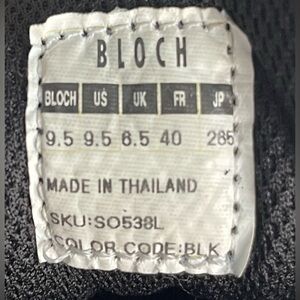 BLOCH
BLOCH US UK FR JP
9.5 9.5 6.5 40 265
MADE IN THAILAND
SKU:SO538L
COLOR CODE:BLK